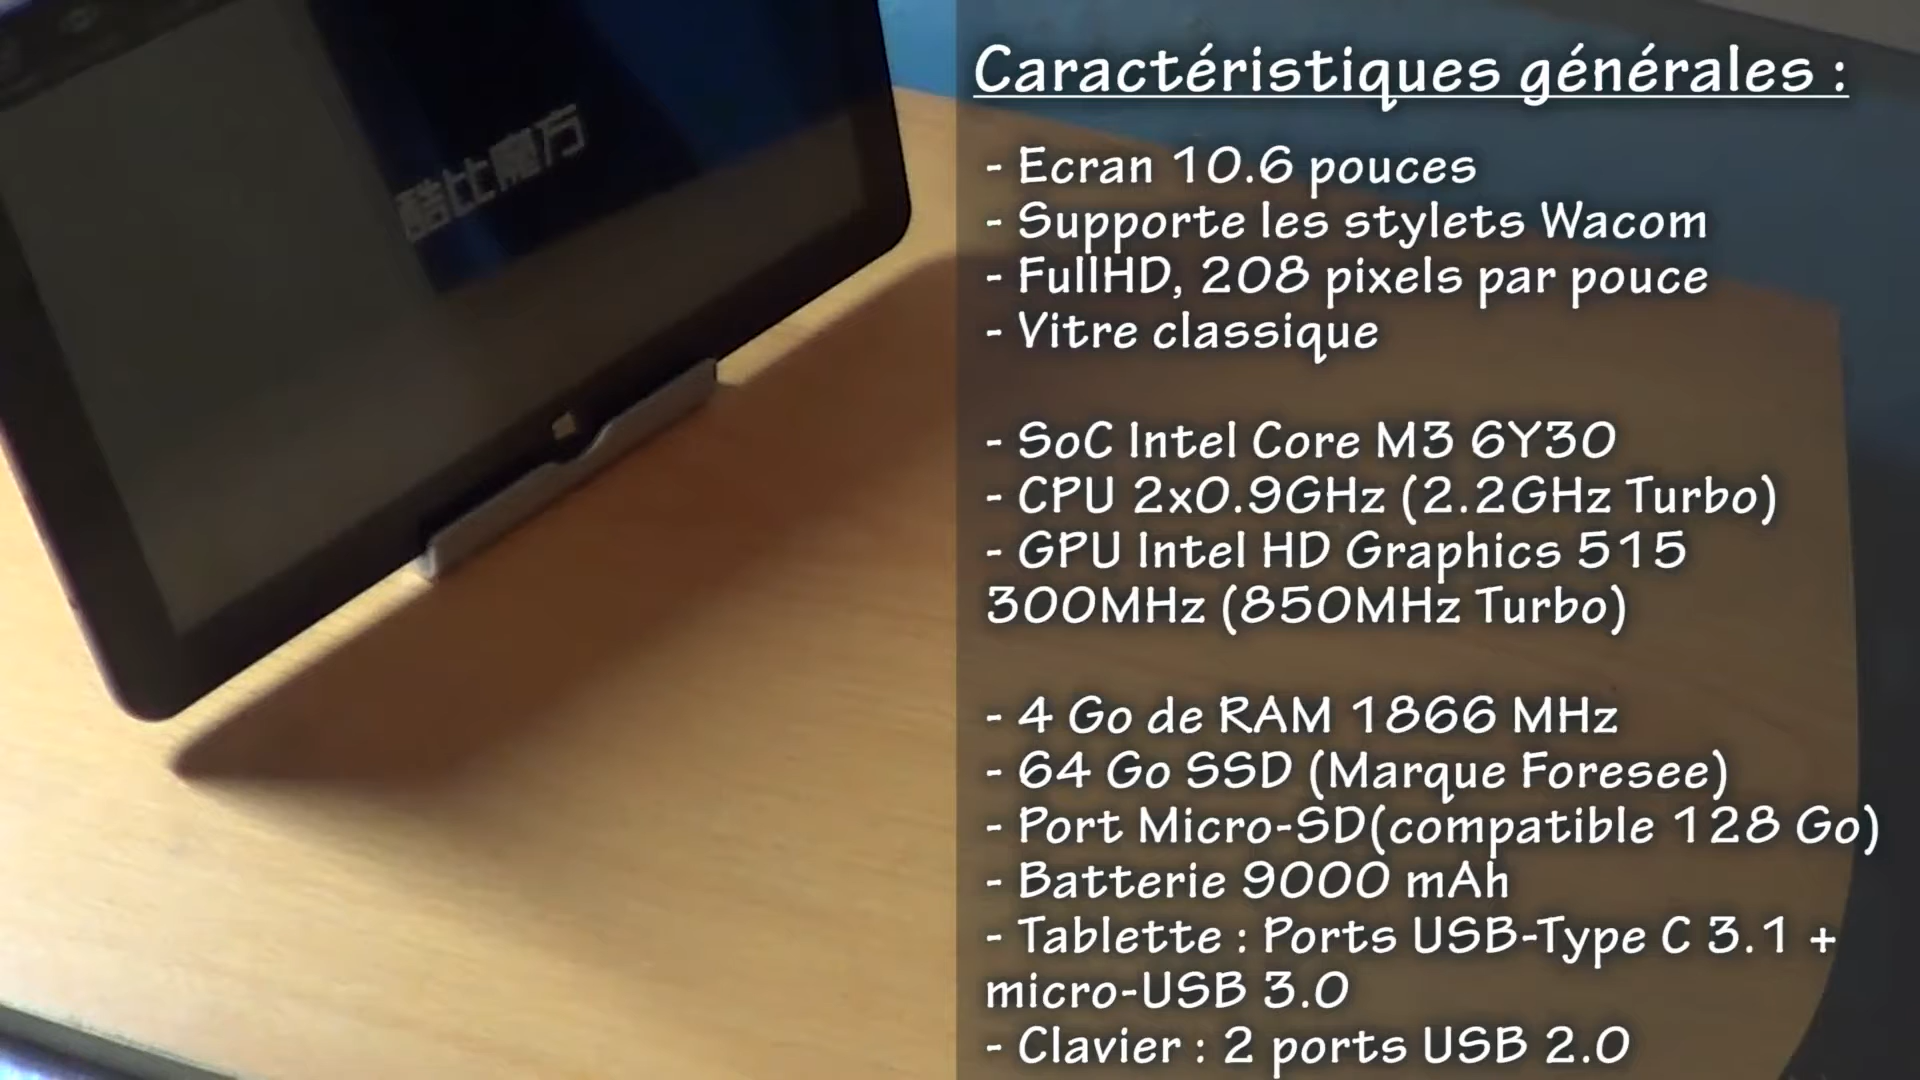 酷比魔方
Caractéristiques générales :
- Ecran 10.6 pouces
- Supporte les stylets Wacom
- FullHD, 208 pixels par pouce
- Vitre classique
- SoC Intel Core M3 6Y30
- CPU 2x0.9GHz (2.2GHz Turbo)
- GPU Intel HD Graphics 515
300MHz (850MHz Turbo)
- 4 Go de RAM 1866 MHz
- 64 Go SSD (Marque Foresee)
- Port Micro-SD(compatible 128 Go)
- Batterie 9000 mAh
- Tablette : Ports USB-Type C 3.1 +
micro-USB 3.0
- Clavier : 2 ports USB 2.0